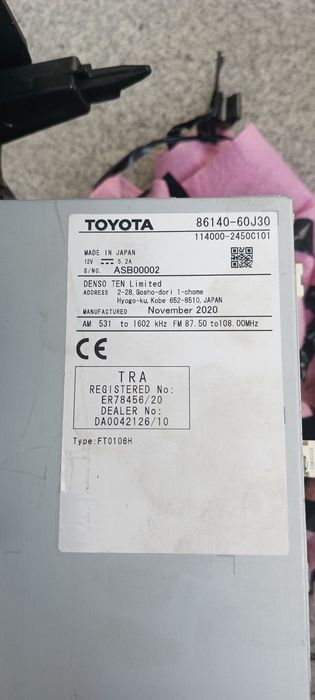 TOYOTA 86140-60J30
114000-2450C101
MADE IN JAPAN
12V 5.2A
S/NO. ASB00002
DENSO TEN Limited
ADDRESS 2-28, Gosho-dori 1-chome
Hyogo-ku, Kobe 652-8510, JAPAN
MANUFACTURED November 2020
AM 531 to 1602 kHz FM 87.50 to108.00MHz
CE
TRA
REGISTERED No:
ER78456/20
DEALER No:
DA0042126/10
Type:FT0106H